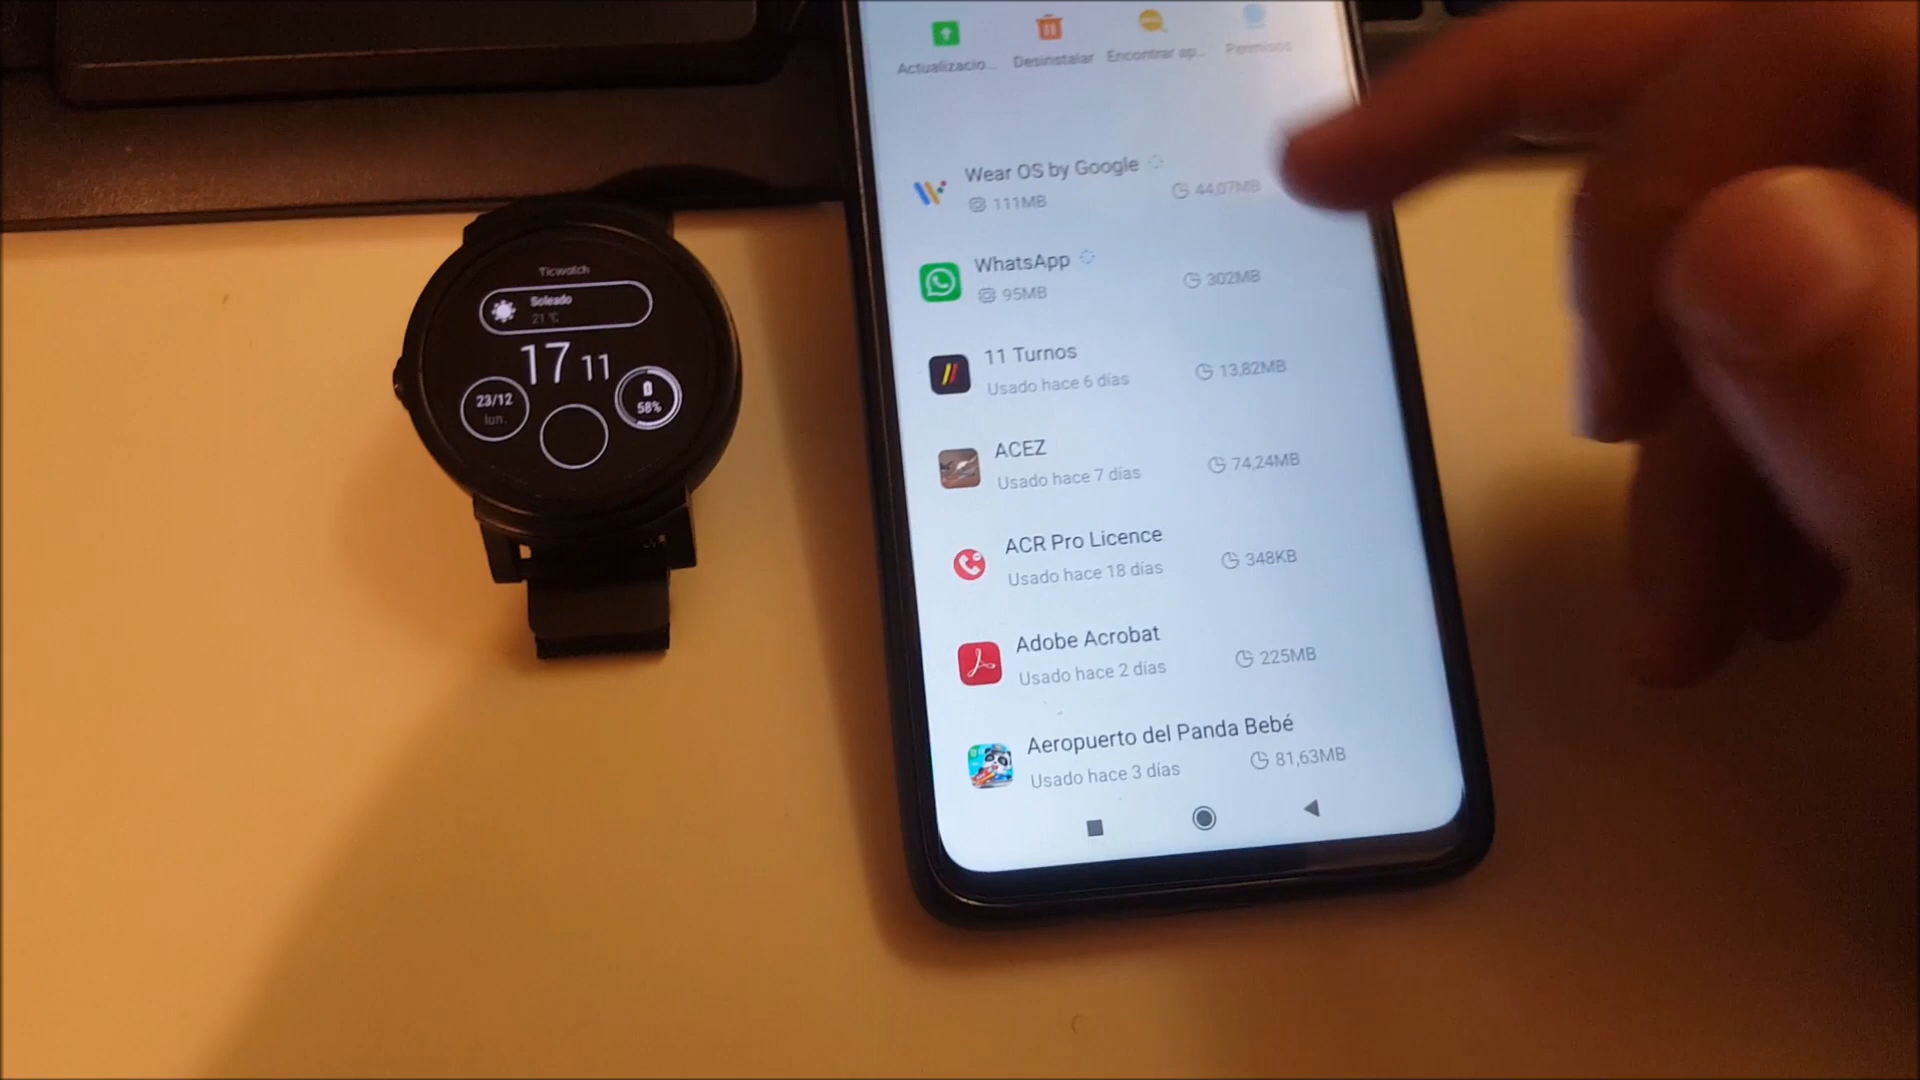 Ticwatch
Soleado
21 °C
17 11
23/12
lun.
58%
Actualizacio...
Desinstalar
Encontrar ap...
Permisos
Wear OS by Google
111MB
44,07MB
WhatsApp
95MB
302MB
11 Turnos
Usado hace 6 días
13,82MB
ACEZ
Usado hace 7 días
74,24MB
ACR Pro Licence
Usado hace 18 días
348KB
Adobe Acrobat
Usado hace 2 días
225MB
Aeropuerto del Panda Bebé
Usado hace 3 días
81,63MB